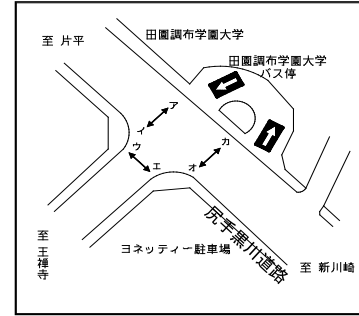 田園調布学園大学
至 片平
田園調布学園大学
バス停
ア
イ
カ
ウ
エ
オ
至 王禅寺
ヨネッティー駐車場
尻手黒川道路
至 新川崎